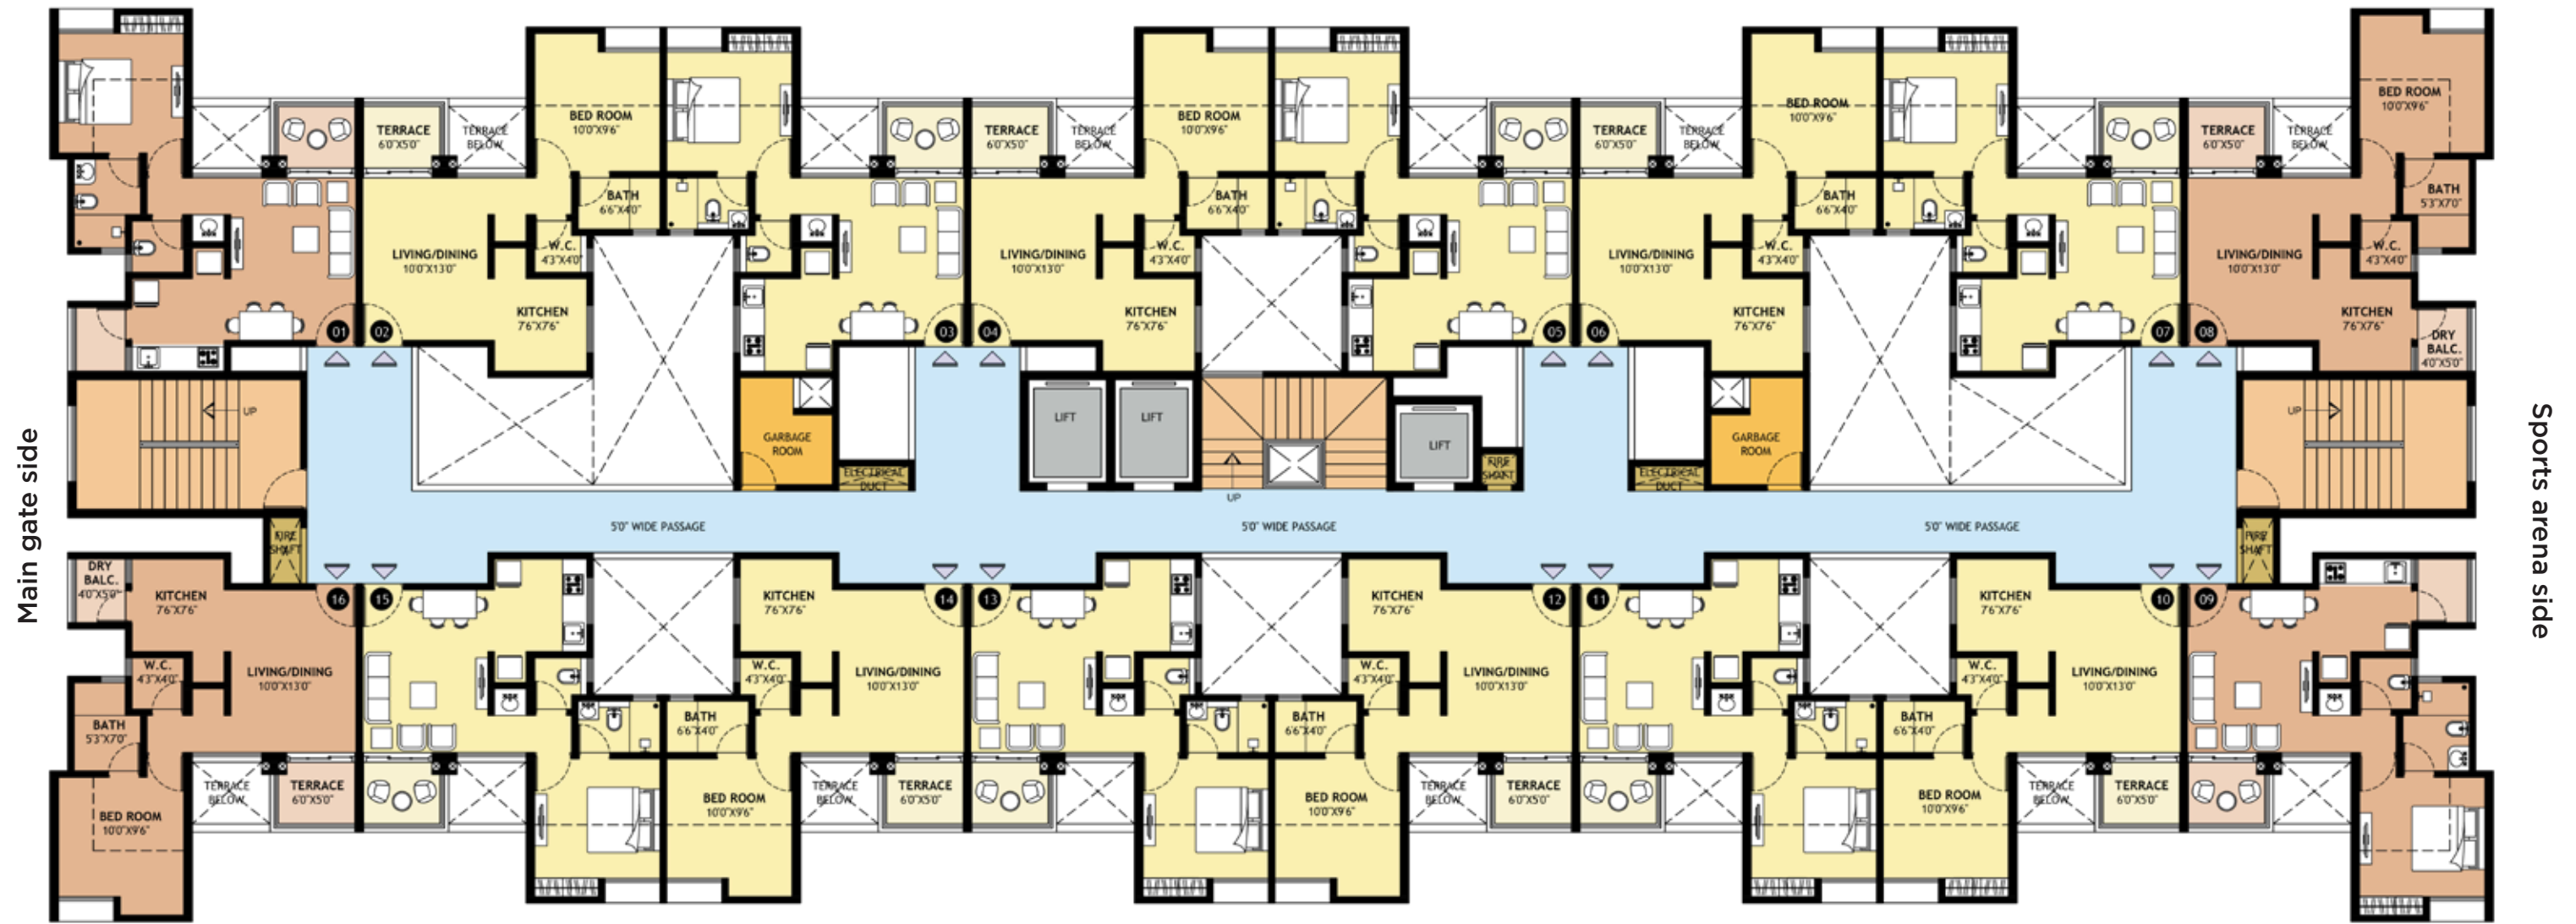 Main gate side
Sports arena side
BED ROOM
10'0"X9'6"
BED ROOM
10'0"X9'6"
BED ROOM
10'0"X9'6"
BED ROOM
10'0"X9'6"
TERRACE
6'0"X5'0"
TERRACE
BELOW
TERRACE
6'0"X5'0"
TERRACE
BELOW
TERRACE
6'0"X5'0"
TERRACE
BELOW
TERRACE
6'0"X5'0"
TERRACE
BELOW
BATH
6'6"X4'0"
BATH
6'6"X4'0"
BATH
6'6"X4'0"
BATH
5'3"X7'0"
LIVING/DINING
10'0"X13'0"
W.C.
4'3"X4'0"
LIVING/DINING
10'0"X13'0"
W.C.
4'3"X4'0"
LIVING/DINING
10'0"X13'0"
W.C.
4'3"X4'0"
LIVING/DINING
10'0"X13'0"
W.C.
4'3"X4'0"
KITCHEN
7'6"X7'6"
KITCHEN
7'6"X7'6"
KITCHEN
7'6"X7'6"
KITCHEN
7'6"X7'6"
DRY
BALC.
4'0"X5'0"
01 02 03 04 05 06 07 08
UP
GARBAGE
ROOM
ELECTRICAL
DUCT
LIFT
LIFT
UP
LIFT
FIRE
SHAFT
ELECTRICAL
DUCT
GARBAGE
ROOM
UP
5'0" WIDE PASSAGE
5'0" WIDE PASSAGE
5'0" WIDE PASSAGE
FIRE
SHAFT
FIRE
SHAFT
16 15 14 13 12 11 10 09
DRY
BALC.
4'0"X5'0"
KITCHEN
7'6"X7'6"
KITCHEN
7'6"X7'6"
KITCHEN
7'6"X7'6"
KITCHEN
7'6"X7'6"
W.C.
4'3"X4'0"
LIVING/DINING
10'0"X13'0"
W.C.
4'3"X4'0"
LIVING/DINING
10'0"X13'0"
W.C.
4'3"X4'0"
LIVING/DINING
10'0"X13'0"
W.C.
4'3"X4'0"
LIVING/DINING
10'0"X13'0"
BATH
5'3"X7'0"
BATH
6'6"X4'0"
BATH
6'6"X4'0"
BATH
6'6"X4'0"
TERRACE
BELOW
TERRACE
6'0"X5'0"
TERRACE
BELOW
TERRACE
6'0"X5'0"
TERRACE
BELOW
TERRACE
6'0"X5'0"
TERRACE
BELOW
TERRACE
6'0"X5'0"
BED ROOM
10'0"X9'6"
BED ROOM
10'0"X9'6"
BED ROOM
10'0"X9'6"
BED ROOM
10'0"X9'6"